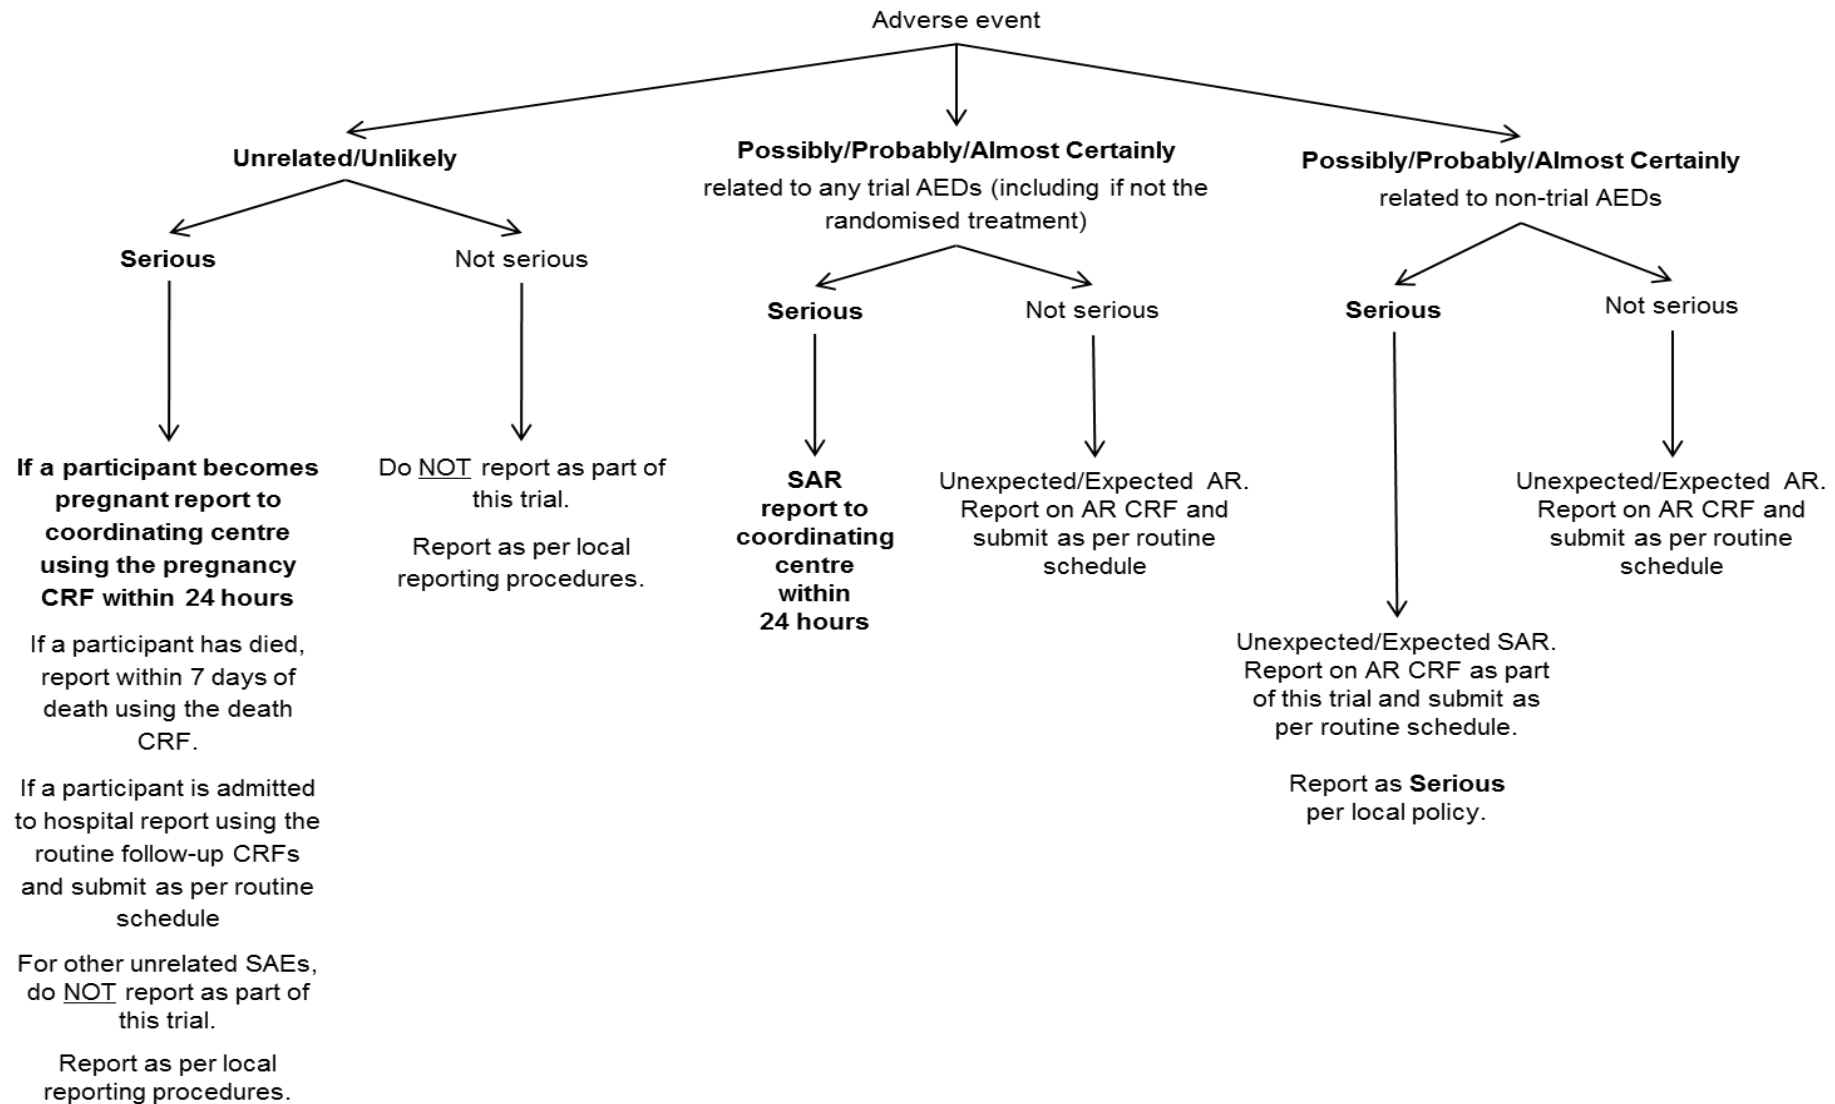 Adverse event
Unrelated/Unlikely
Serious
If a participant becomes
pregnant report to
coordinating centre
using the pregnancy
CRF within 24 hours
If a participant has died,
report within 7 days of
death using the death
CRF.
If a participant is admitted
to hospital report using the
routine follow-up CRFs
and submit as per routine
schedule
For other unrelated SAEs,
do NOT report as part of
this trial.
Report as per local
reporting procedures.
Not serious
Do NOT report as part of
this trial.
Report as per local
reporting procedures.
Possibly/Probably/Almost Certainly
related to any trial AEDs (including if not the
randomised treatment)
Serious
SAR
report to
coordinating
centre
within
24 hours
Not serious
Unexpected/Expected AR.
Report on AR CRF and
submit as per routine
schedule
Possibly/Probably/Almost Certainly
related to non-trial AEDs
Serious
Unexpected/Expected SAR.
Report on AR CRF as part
of this trial and submit as
per routine schedule.
Report as Serious
per local policy.
Not serious
Unexpected/Expected AR.
Report on AR CRF and
submit as per routine
schedule